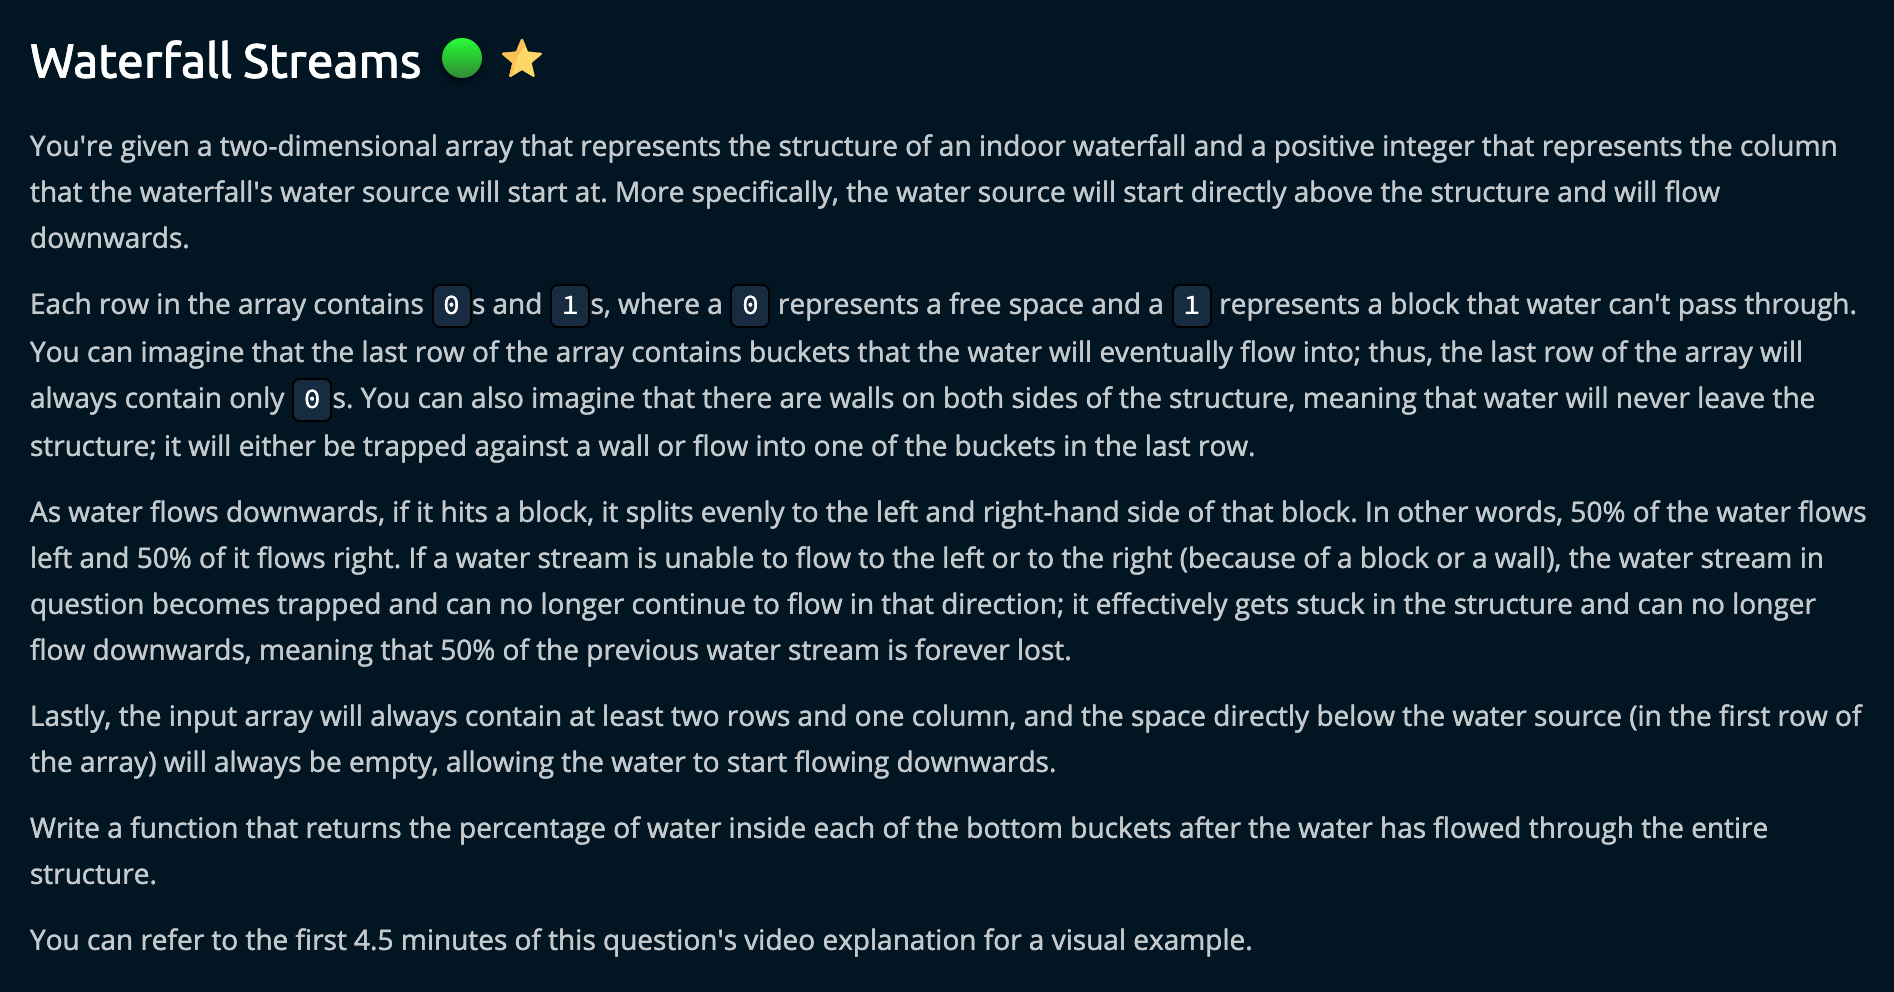 Waterfall Streams
You're given a two-dimensional array that represents the structure of an indoor waterfall and a positive integer that represents the column
that the waterfall's water source will start at. More specifically, the water source will start directly above the structure and will flow
downwards.
Each row in the array contains 0 s and 1 s, where a 0 represents a free space and a 1 represents a block that water can't pass through.
You can imagine that the last row of the array contains buckets that the water will eventually flow into; thus, the last row of the array will
always contain only 0 s. You can also imagine that there are walls on both sides of the structure, meaning that water will never leave the
structure; it will either be trapped against a wall or flow into one of the buckets in the last row.
As water flows downwards, if it hits a block, it splits evenly to the left and right-hand side of that block. In other words, 50% of the water flows
left and 50% of it flows right. If a water stream is unable to flow to the left or to the right (because of a block or a wall), the water stream in
question becomes trapped and can no longer continue to flow in that direction; it effectively gets stuck in the structure and can no longer
flow downwards, meaning that 50% of the previous water stream is forever lost.
Lastly, the input array will always contain at least two rows and one column, and the space directly below the water source (in the first row of
the array) will always be empty, allowing the water to start flowing downwards.
Write a function that returns the percentage of water inside each of the bottom buckets after the water has flowed through the entire
structure.
You can refer to the first 4.5 minutes of this question's video explanation for a visual example.